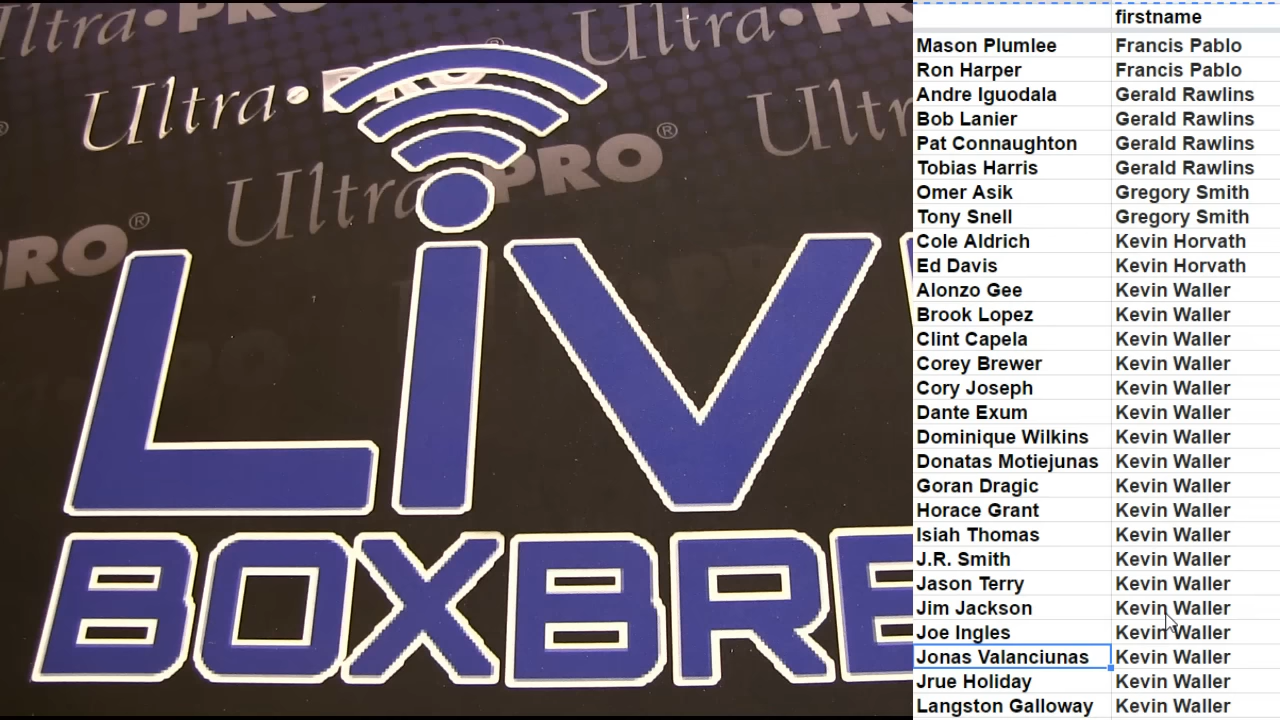 Ultra•PRO
Ultra•PRO®
Ultra•PRO
Ultra•PRO®
Ultr
PRO®
LiV
BOXBRE
firstname
Mason Plumlee Francis Pablo
Ron Harper Francis Pablo
Andre Iguodala Gerald Rawlins
Bob Lanier Gerald Rawlins
Pat Connaughton Gerald Rawlins
Tobias Harris Gerald Rawlins
Omer Asik Gregory Smith
Tony Snell Gregory Smith
Cole Aldrich Kevin Horvath
Ed Davis Kevin Horvath
Alonzo Gee Kevin Waller
Brook Lopez Kevin Waller
Clint Capela Kevin Waller
Corey Brewer Kevin Waller
Cory Joseph Kevin Waller
Dante Exum Kevin Waller
Dominique Wilkins Kevin Waller
Donatas Motiejunas Kevin Waller
Goran Dragic Kevin Waller
Horace Grant Kevin Waller
Isiah Thomas Kevin Waller
J.R. Smith Kevin Waller
Jason Terry Kevin Waller
Jim Jackson Kevin Waller
Joe Ingles Kevin Waller
Jonas Valanciunas Kevin Waller
Jrue Holiday Kevin Waller
Langston Galloway Kevin Waller